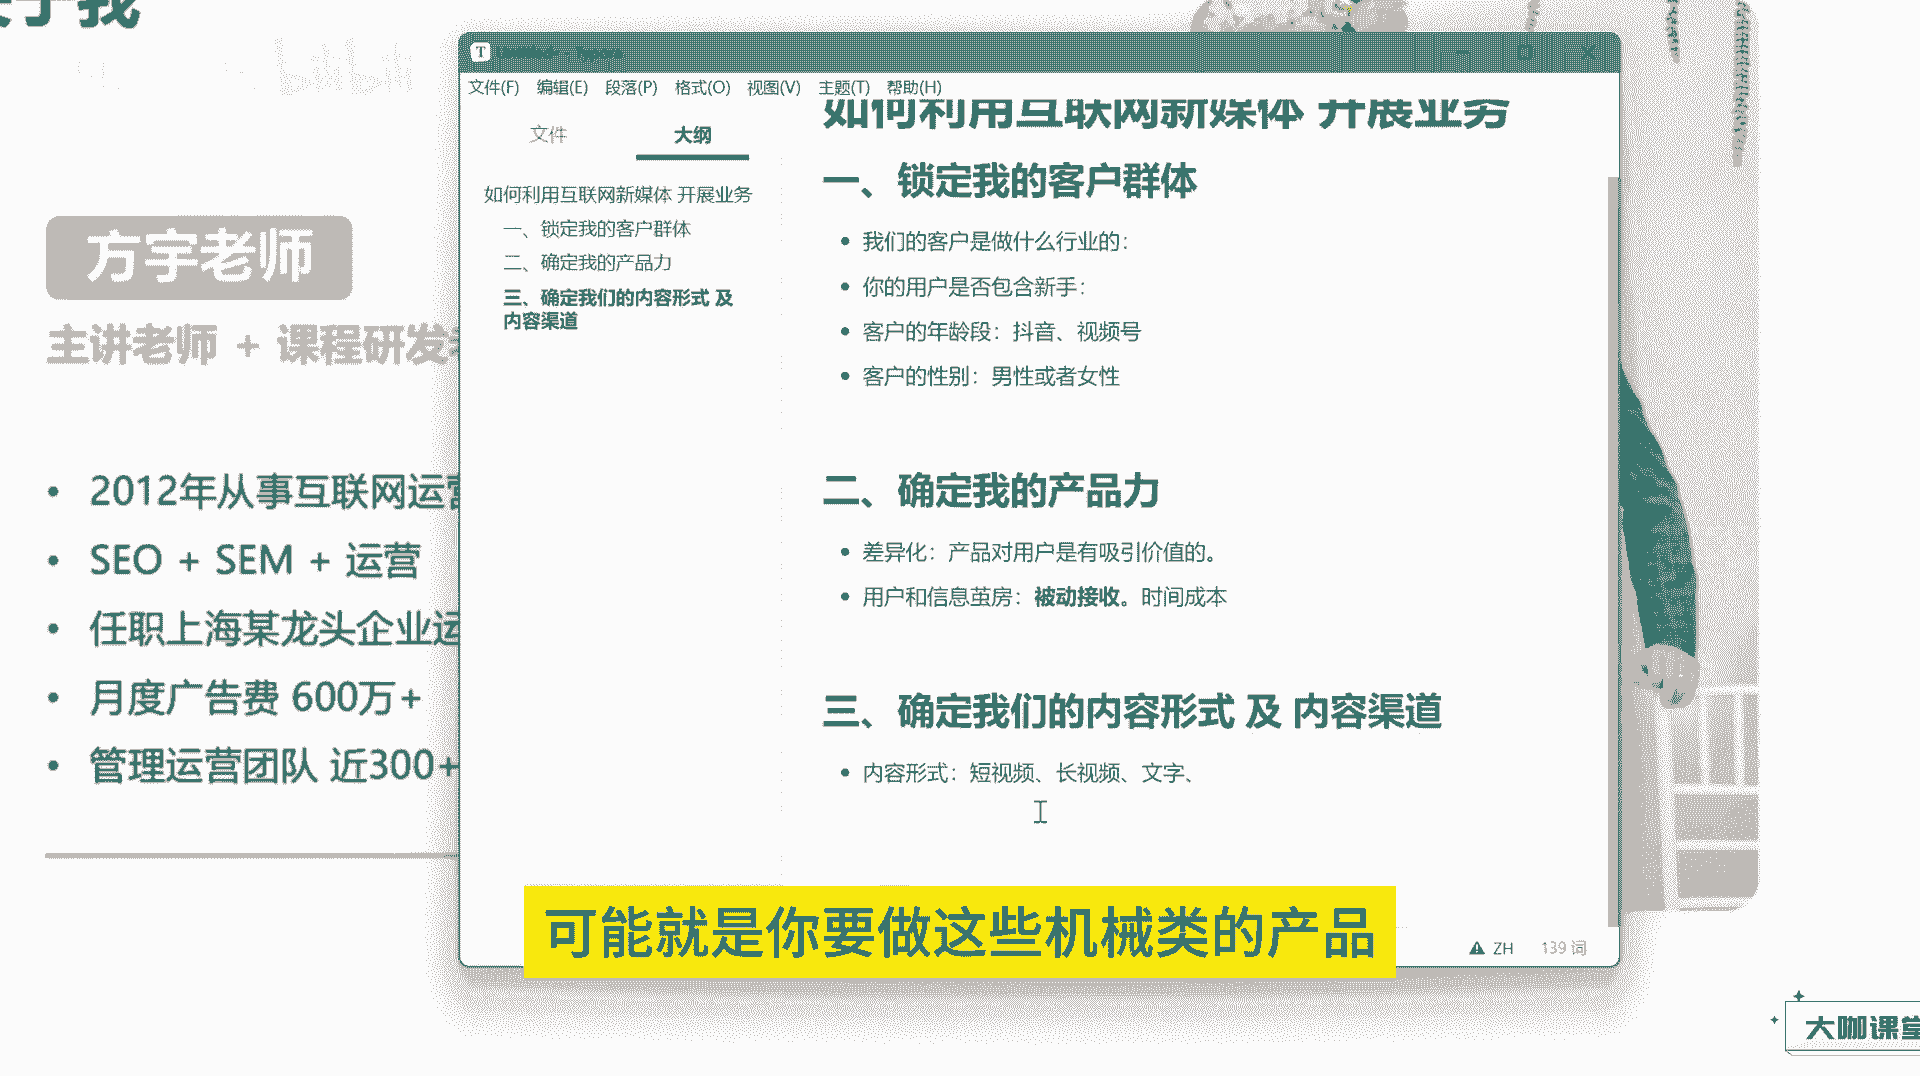 方宇老师
主讲老师 + 课程研发
2012年从事互联网运营
SEO + SEM + 运营
任职上海某龙头企业运
月度广告费 600万+
管理运营团队 近300+
文件(F) 编辑(E) 段落(P) 格式(O) 视图(V) 主题(T) 帮助(H)
文件 大纲
如何利用互联网新媒体 开展业务
一、锁定我的客户群体
二、确定我的产品力
三、确定我们的内容形式 及
内容渠道
如何利用互联网新媒体 开展业务
一、锁定我的客户群体
我们的客户是做什么行业的：
你的用户是否包含新手：
客户的年龄段：抖音、视频号
客户的性别：男性或者女性
二、确定我的产品力
差异化：产品对用户是有吸引价值的。
用户和信息茧房：被动接收。时间成本
三、确定我们的内容形式 及 内容渠道
内容形式：短视频、长视频、文字、
ZH 139 词
可能就是你要做这些机械类的产品
大咖课堂